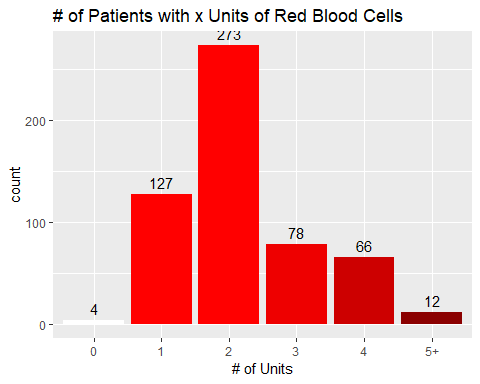 # of Patients with x Units of Red Blood Cells
273
200
127
count
100
78
66
12
4
0
0 1 2 3 4 5+
# of Units